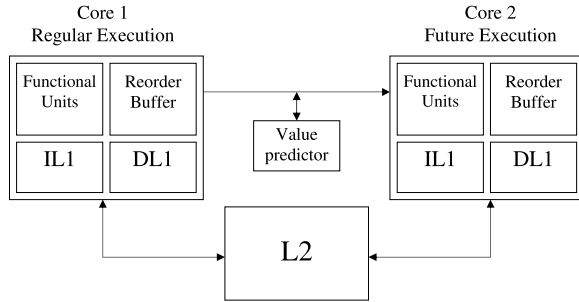 Core 1
Regular Execution
Core 2
Future Execution
Functional
Units
Reorder
Buffer
IL1
DL1
Value
predictor
Functional
Units
Reorder
Buffer
IL1
DL1
L2